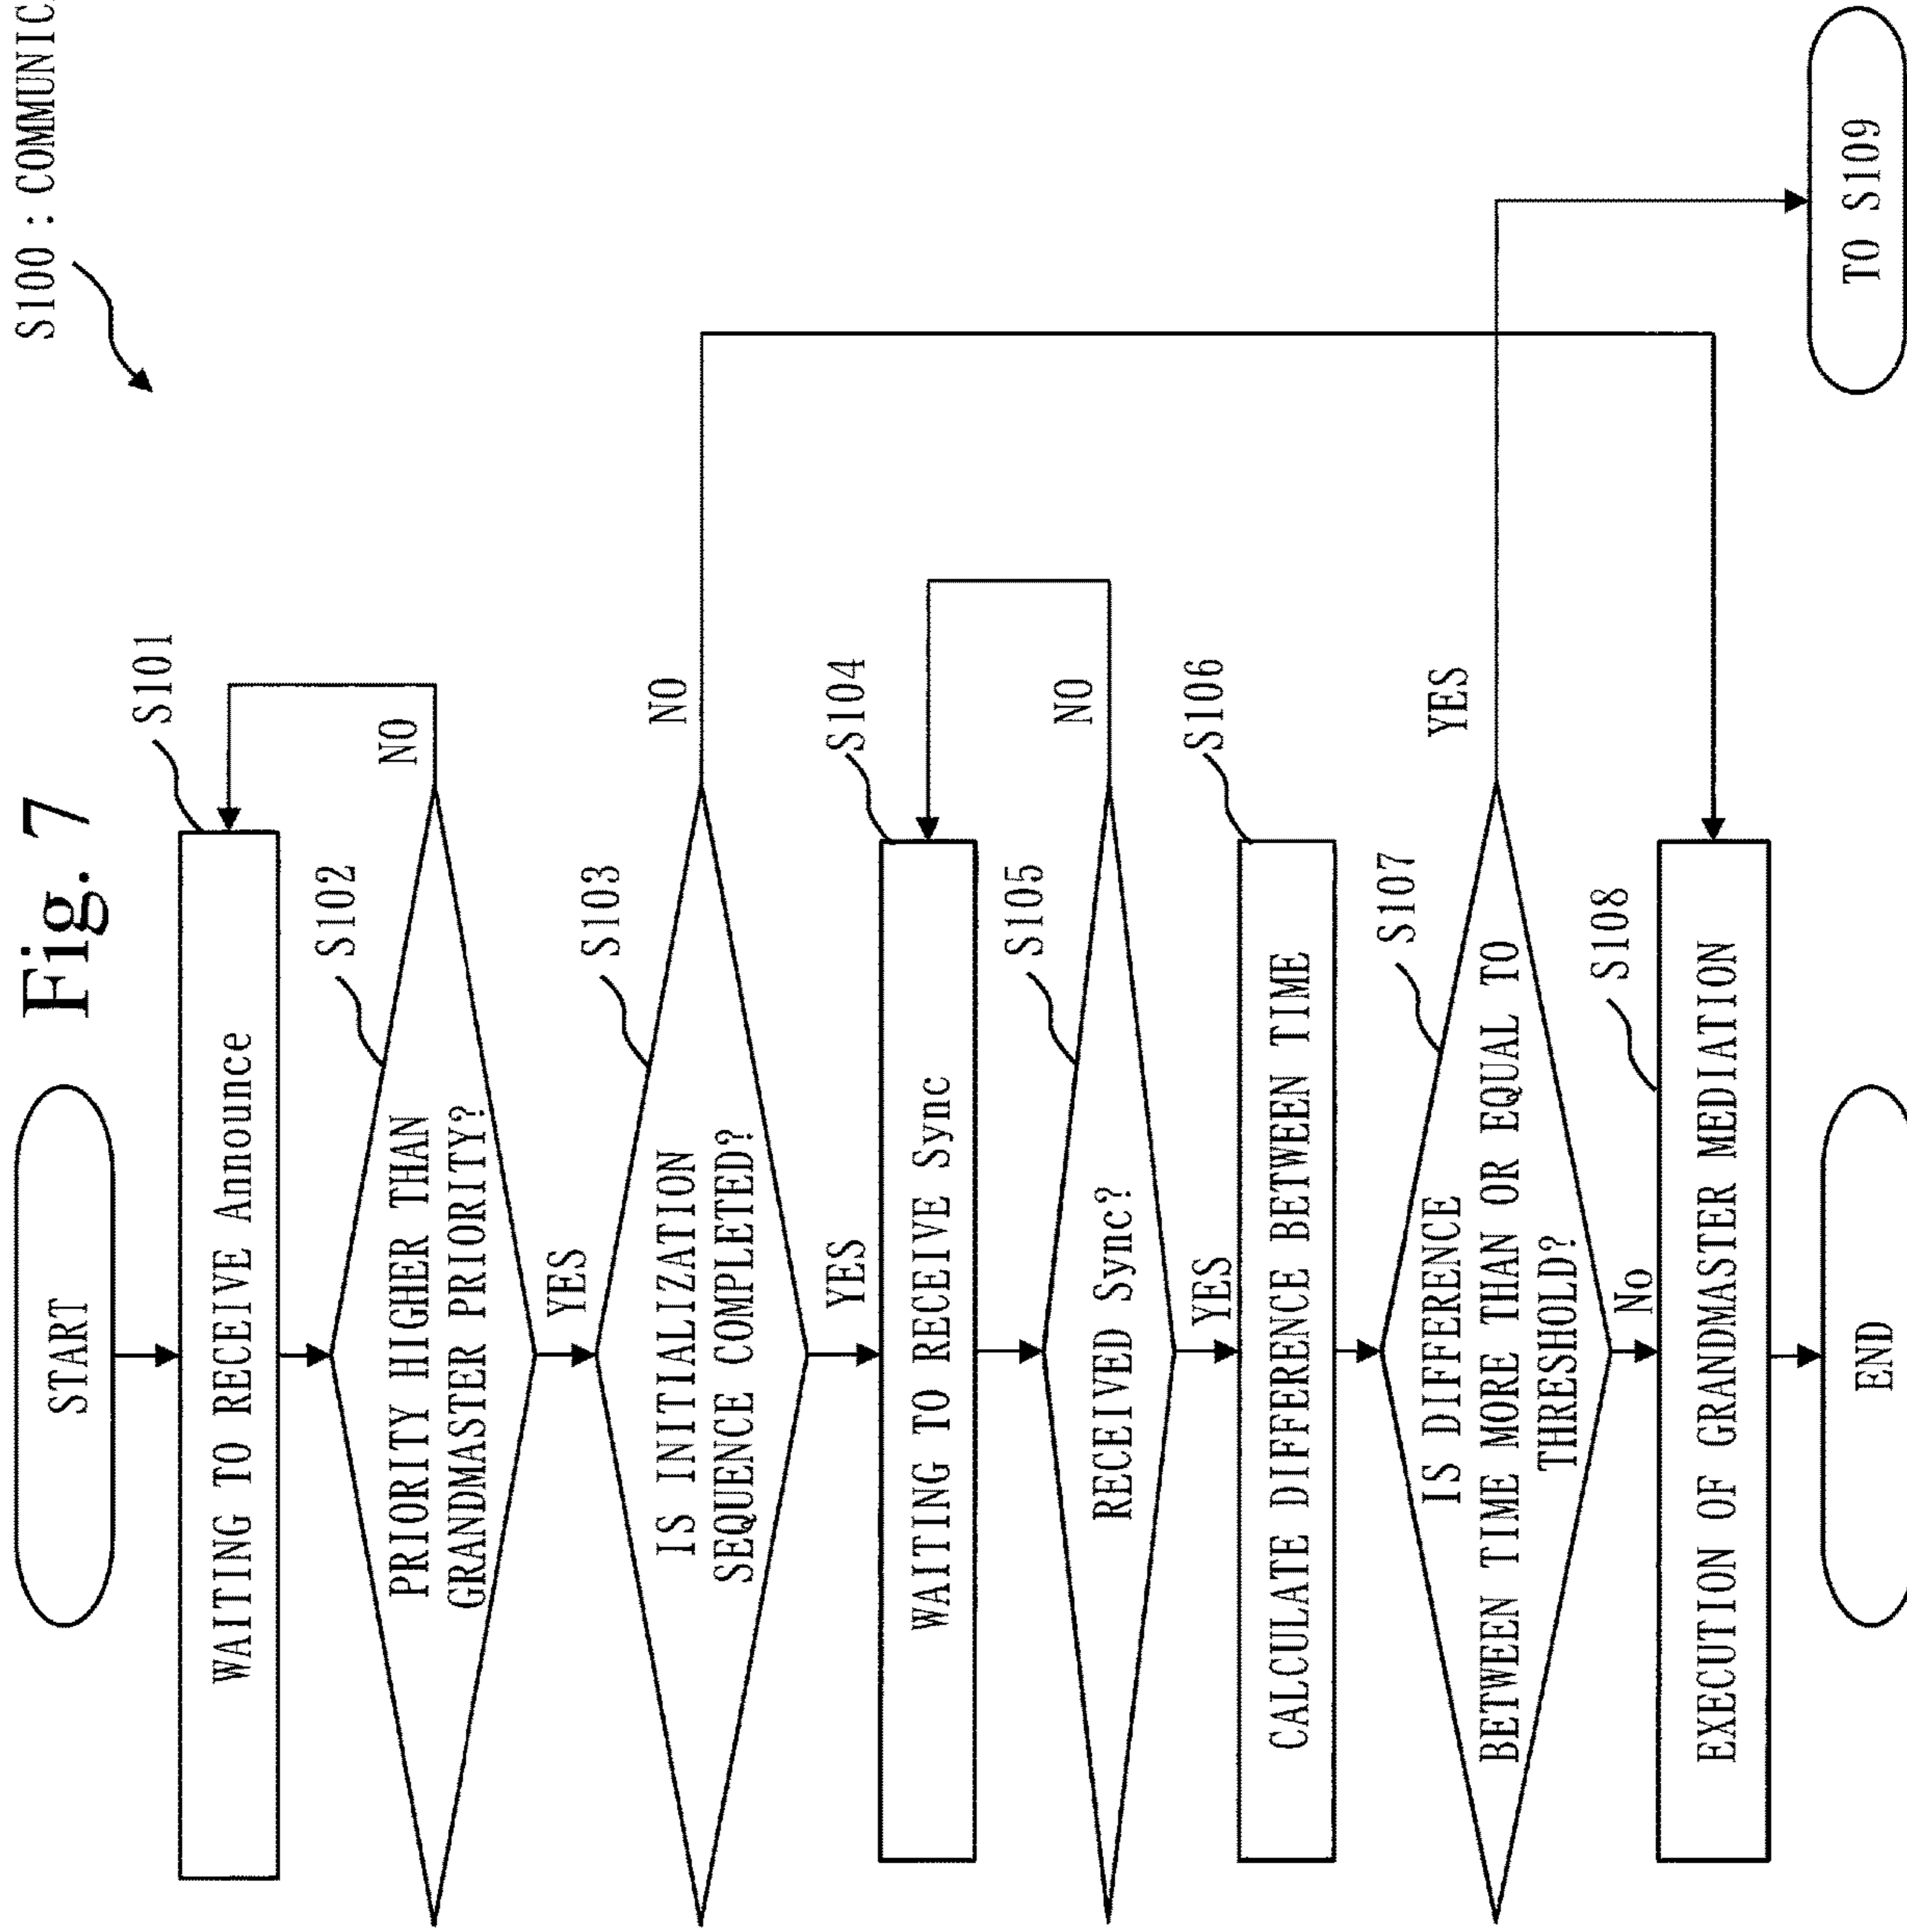 Fig. 7
S100 : COMMUNIC
START
S101
WAITING TO RECEIVE Announce
S102
PRIORITY HIGHER THAN
GRANDMASTER PRIORITY?
NO
YES
S103
IS INITIALIZATION
SEQUENCE COMPLETED?
NO
YES
S104
WAITING TO RECEIVE Sync
S105
RECEIVED Sync?
NO
YES
S106
CALCULATE DIFFERENCE BETWEEN TIME
S107
IS DIFFERENCE
BETWEEN TIME MORE THAN OR EQUAL TO
THRESHOLD?
YES
No
S108
EXECUTION OF GRANDMASTER MEDIATION
END
TO S109